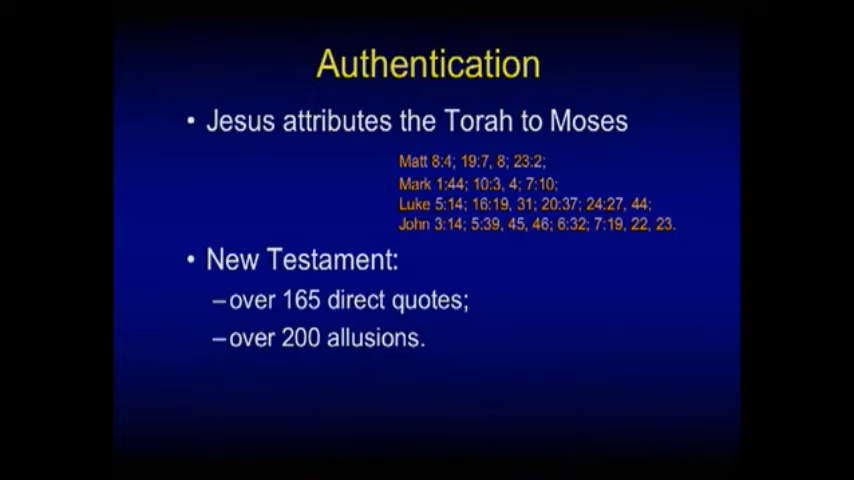 Authentication
• Jesus attributes the Torah to Moses
Matt 8:4; 19:7, 8; 23:2;
Mark 1:44; 10:3, 4; 7:10;
Luke 5:14; 16:19, 31; 20:37; 24:27, 44;
John 3:14; 5:39, 45, 46; 6:32; 7:19, 22, 23.
• New Testament:
–over 165 direct quotes;
–over 200 allusions.